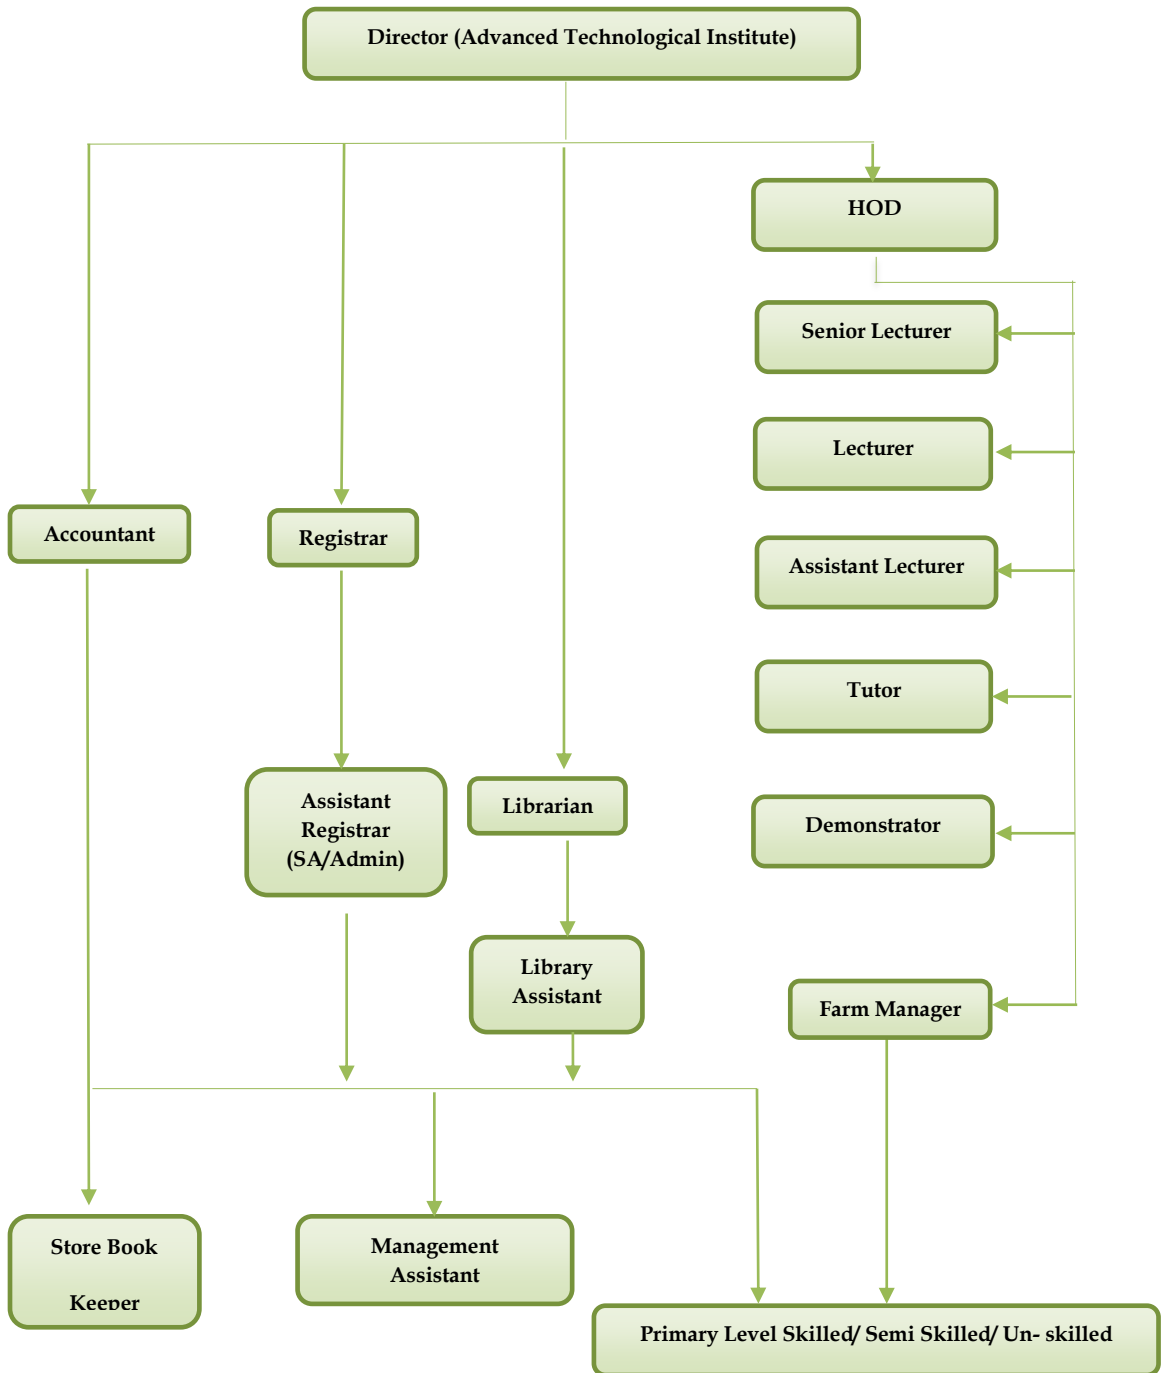 Director (Advanced Technological Institute)
HOD
Senior Lecturer
Lecturer
Accountant
Registrar
Assistant Lecturer
Tutor
Assistant
Registrar
(SA/Admin)
Librarian
Demonstrator
Library
Assistant
Farm Manager
Store Book
Keeper
Management
Assistant
Primary Level Skilled/ Semi Skilled/ Un- skilled